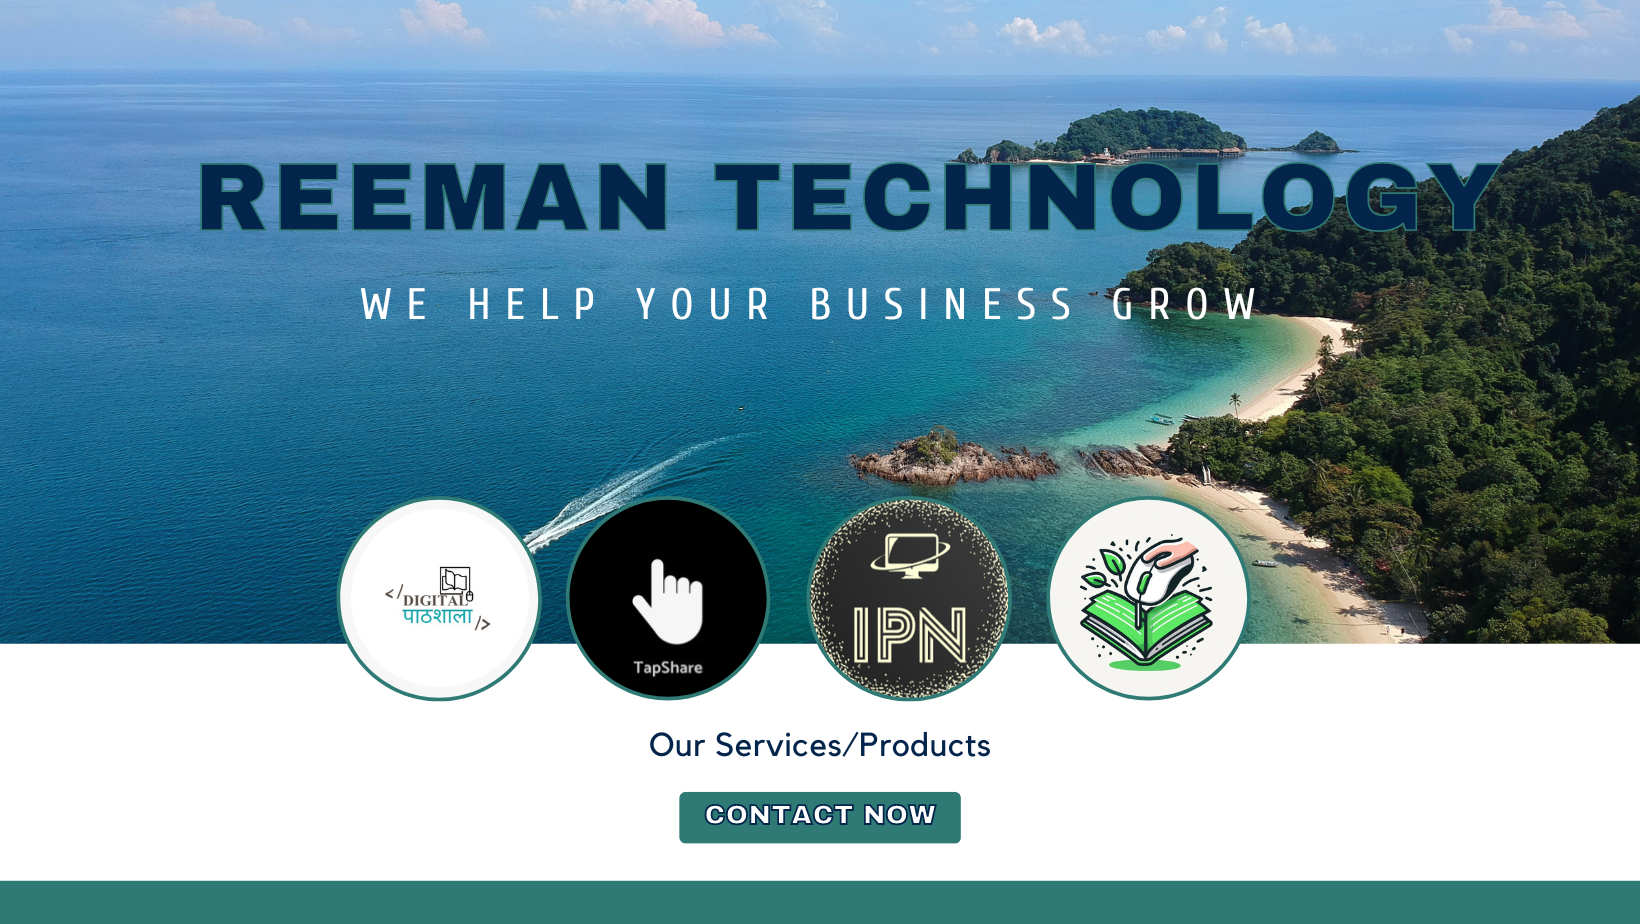 REEMAN TECHNOLOGY
WE HELP YOUR BUSINESS GROW
</DIGITAL
पाठशाला/>
TapShare
IPN
Our Services/Products
CONTACT NOW